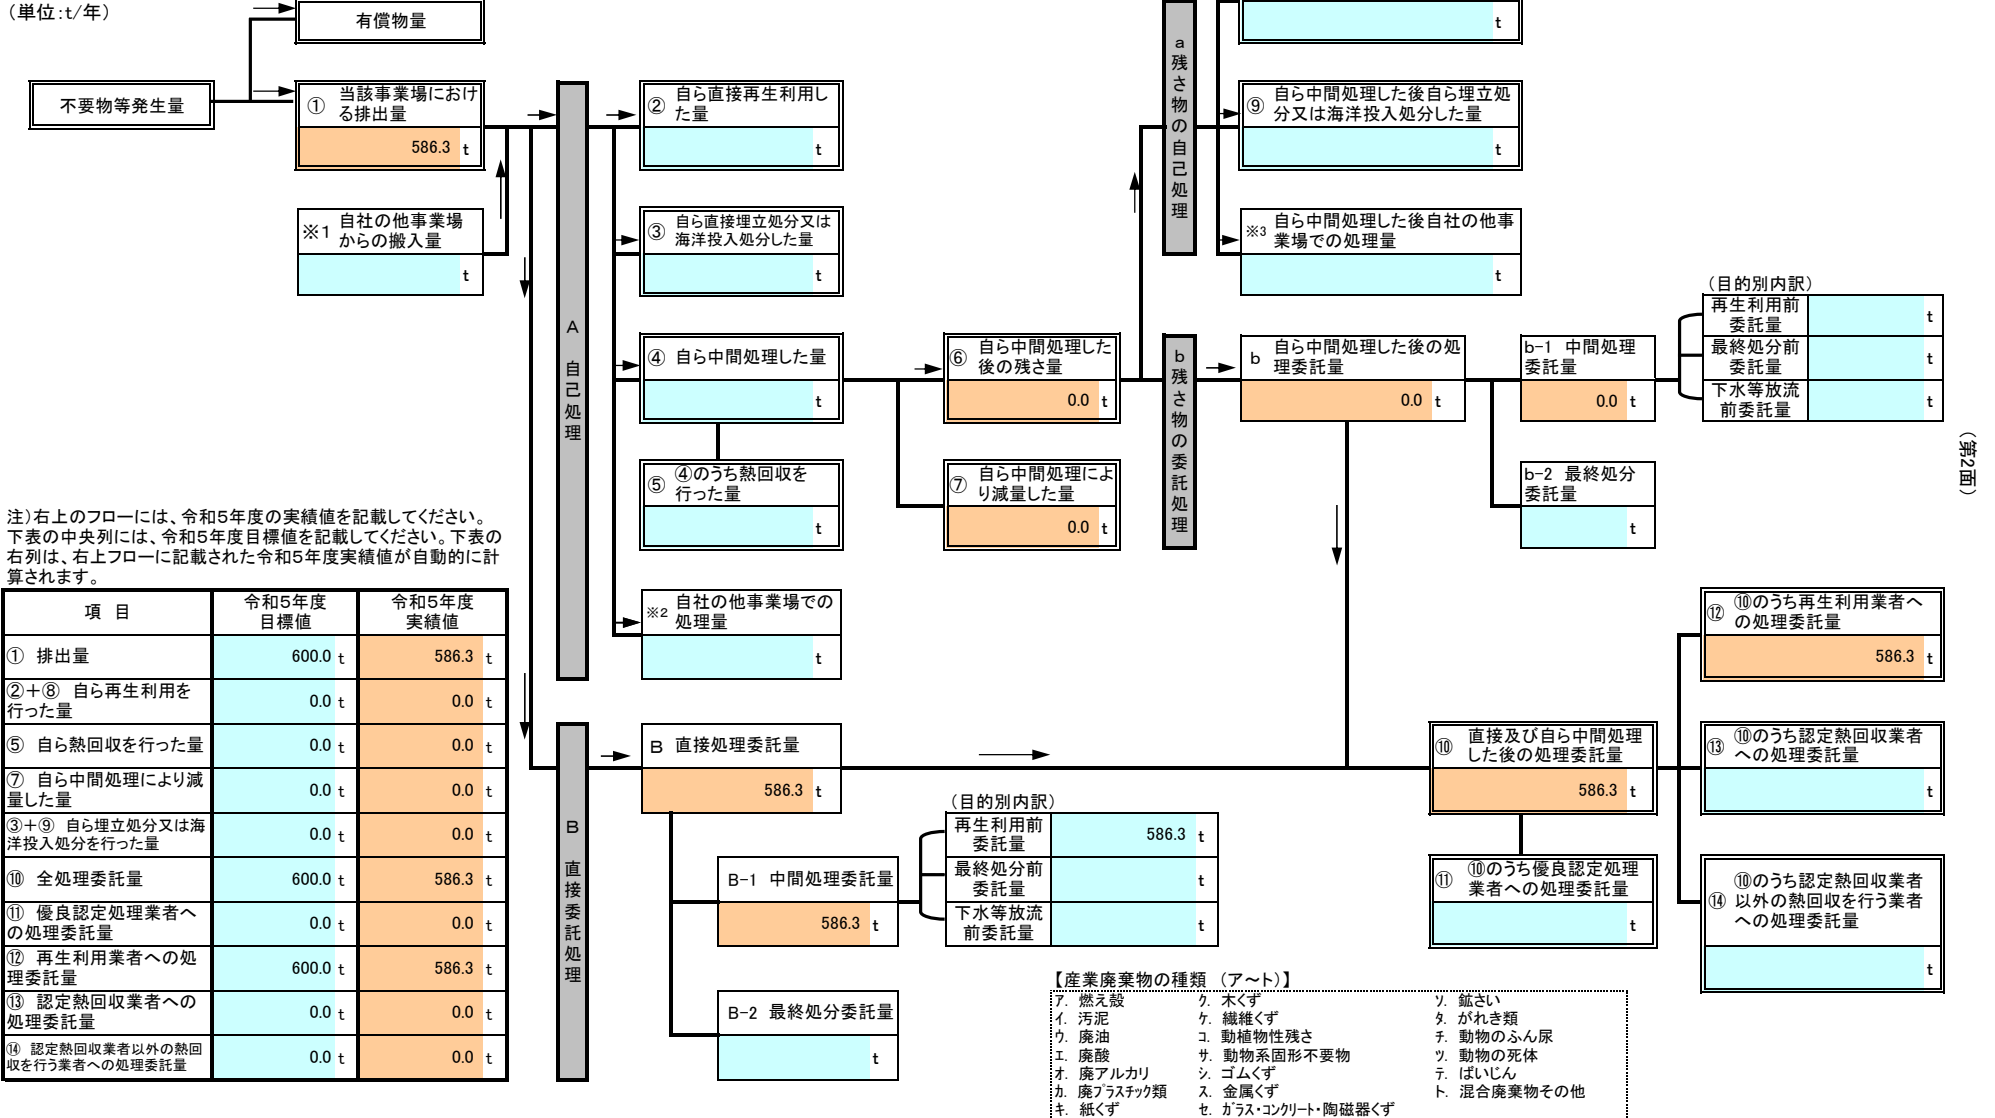 （単位:t/年）
有償物量
不要物等発生量
① 当該事業場におけ
る排出量
586.3 t
※1 自社の他事業場
からの搬入量
t
A 自己処理
② 自ら直接再生利用し
た量
t
③ 自ら直接埋立処分又は
海洋投入処分した量
t
④ 自ら中間処理した量
t
⑤ ④のうち熱回収を
行った量
t
※2 自社の他事業場での
処理量
t
⑥ 自ら中間処理した
後の残さ量
0.0 t
⑦ 自ら中間処理によ
り減量した量
0.0 t
a残さ物の自己処理
t
⑨ 自ら中間処理した後自ら埋立処
分又は海洋投入処分した量
t
※3 自ら中間処理した後自社の他事
業場での処理量
t
b残さ物の委託処理
b 自ら中間処理した後の処
理委託量
0.0 t
b-1 中間処理
委託量
0.0 t
b-2 最終処分
委託量
t
（目的別内訳）
再生利用前
委託量
t
最終処分前
委託量
t
下水等放流
前委託量
t
（第2面）
注）右上のフローには、令和５年度の実績値を記載してください。
下表の中央列には、令和５年度目標値を記載してください。下表の
右列は、右上フローに記載された令和５年度実績値が自動的に計
算されます。
項 目
令和５年度
目標値
令和５年度
実績値
① 排出量 600.0 t 586.3 t
②＋⑧ 自ら再生利用を
行った量 0.0 t 0.0 t
⑤ 自ら熱回収を行った量 0.0 t 0.0 t
⑦ 自ら中間処理により減
量した量 0.0 t 0.0 t
③＋⑨ 自ら埋立処分又は海
洋投入処分を行った量 0.0 t 0.0 t
⑩ 全処理委託量 600.0 t 586.3 t
⑪ 優良認定処理業者へ
の処理委託量 0.0 t 0.0 t
⑫ 再生利用業者への処
理委託量 600.0 t 586.3 t
⑬ 認定熱回収業者への
処理委託量 0.0 t 0.0 t
⑭ 認定熱回収業者以外の熱回
収を行う業者への処理委託量 0.0 t 0.0 t
B 直接委託処理
B 直接処理委託量
586.3 t
B-1 中間処理委託量
586.3 t
B-2 最終処分委託量
t
（目的別内訳）
再生利用前
委託量
586.3 t
最終処分前
委託量
t
下水等放流
前委託量
t
⑩ 直接及び自ら中間処理
した後の処理委託量
586.3 t
⑪ ⑩のうち優良認定処理
業者への処理委託量
t
⑫ ⑩のうち再生利用業者へ
の処理委託量
586.3 t
⑬ ⑩のうち認定熱回収業者
への処理委託量
t
⑭ ⑩のうち認定熱回収業者
以外の熱回収を行う業者
への処理委託量
t
【産業廃棄物の種類 （ア～ト）】
ア. 燃え殻 ク. 木くず ソ. 鉱さい
イ. 汚泥 ケ. 繊維くず タ. がれき類
ウ. 廃油 コ. 動植物性残さ チ. 動物のふん尿
エ. 廃酸 サ. 動物系固形不要物 ツ. 動物の死体
オ. 廃アルカリ シ. ゴムくず テ. ばいじん
カ. 廃プラスチック類 ス. 金属くず ト. 混合廃棄物その他
キ. 紙くず セ. ガラス・コンクリート・陶磁器くず